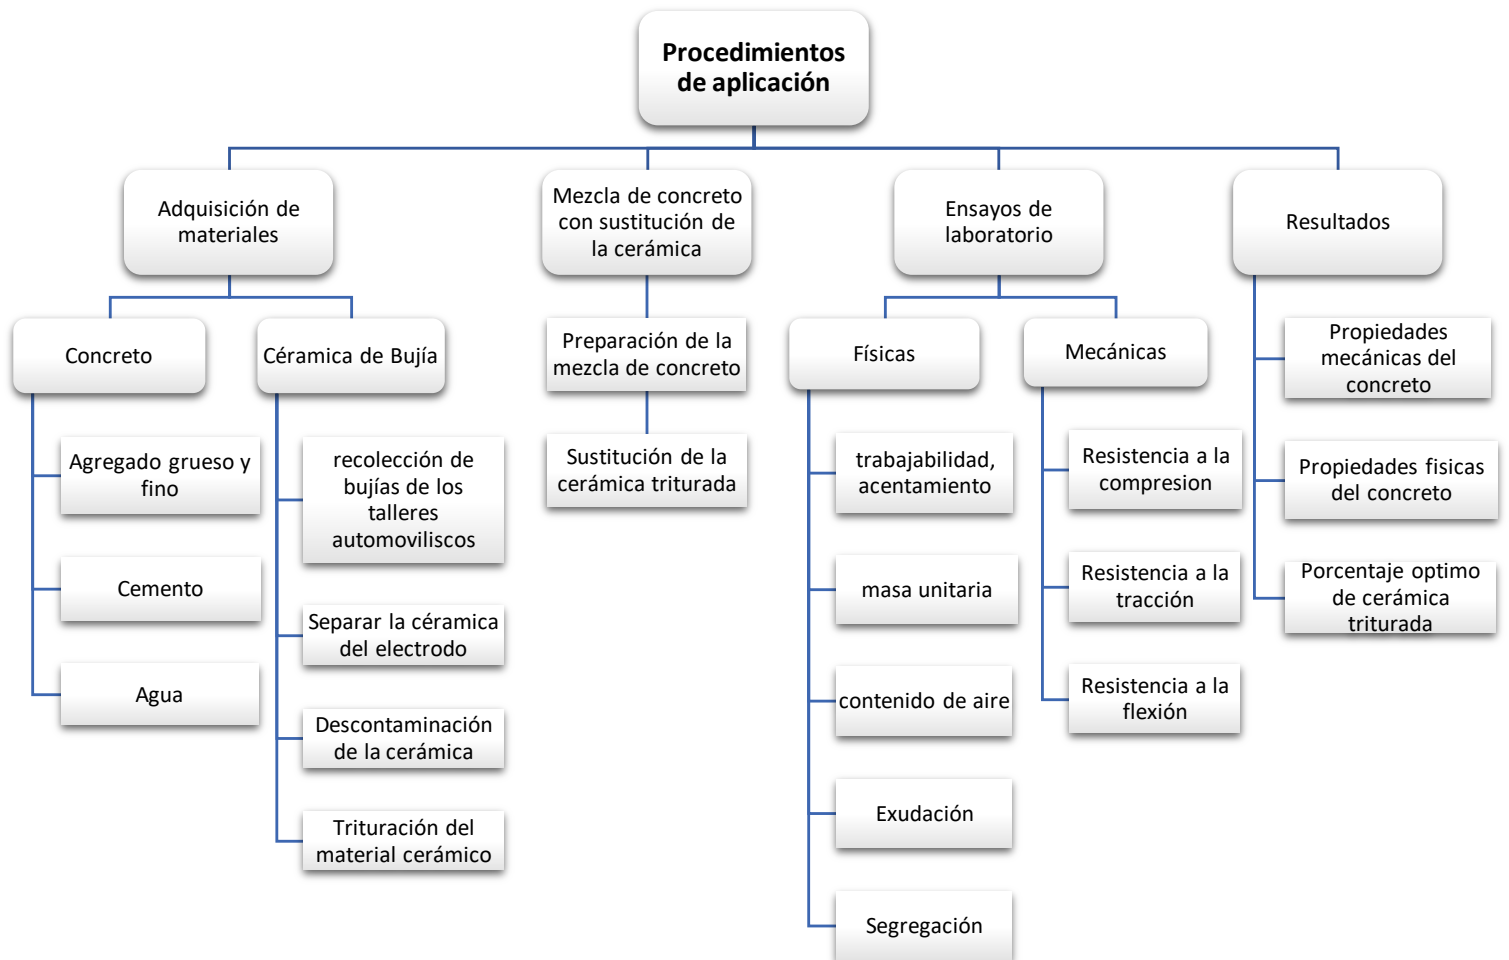 Procedimientos
de aplicación
Adquisición de
materiales
Concreto
Agregado grueso y
fino
Cemento
Agua
Céramica de Bujía
recolección de
bujías de los
talleres
automoviliscos
Separar la céramica
del electrodo
Descontaminación
de la cerámica
Trituración del
material cerámico
Mezcla de concreto
con sustitución de
la cerámica
Preparación de la
mezcla de concreto
Sustitución de la
cerámica triturada
Ensayos de
laboratorio
Físicas
trabajabilidad,
acentamiento
masa unitaria
contenido de aire
Exudación
Segregación
Mecánicas
Resistencia a la
compresion
Resistencia a la
tracción
Resistencia a la
flexión
Resultados
Propiedades
mecánicas del
concreto
Propiedades fisicas
del concreto
Porcentaje optimo
de cerámica
triturada